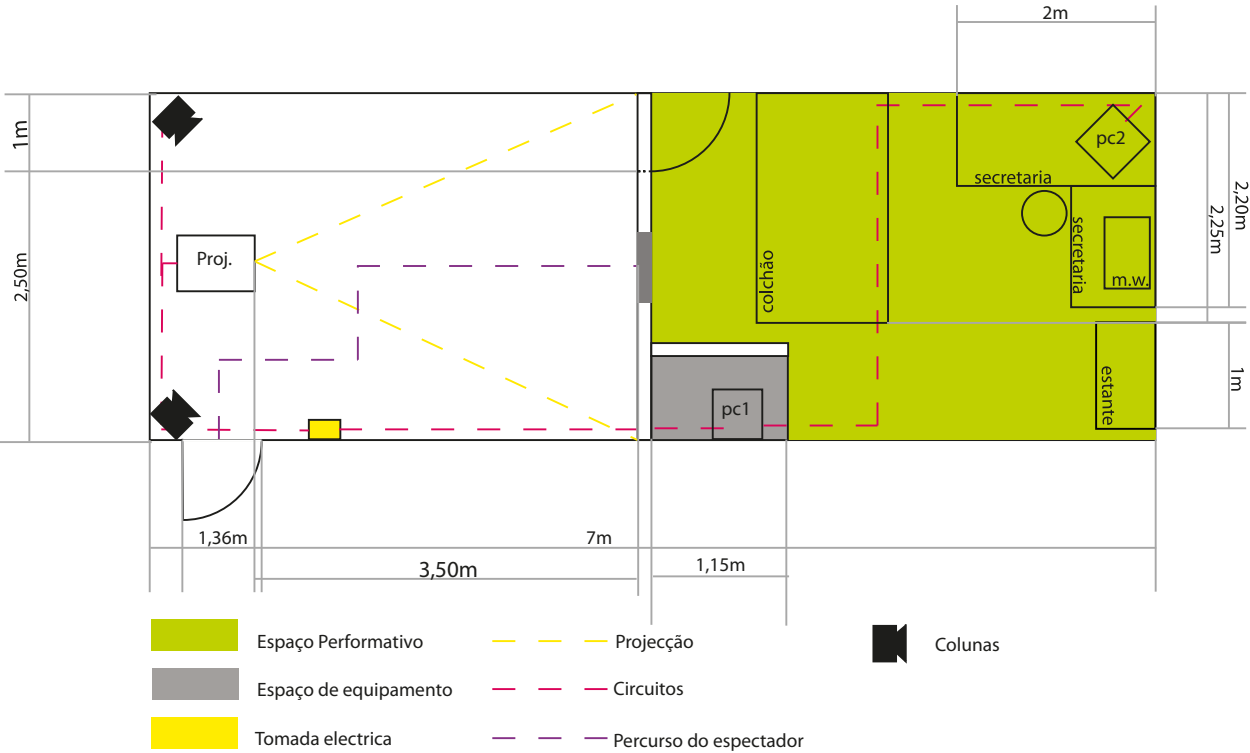 2m
1m
2,50m
Proj.
colchão
secretaria
pc2
secretaria
m.w.
2,25m
2,20m
pc1
estante
1m
1,36m
7m
3,50m
1,15m
Espaço Performativo
Projecção
Colunas
Espaço de equipamento
Circuitos
Tomada electrica
Percurso do espectador